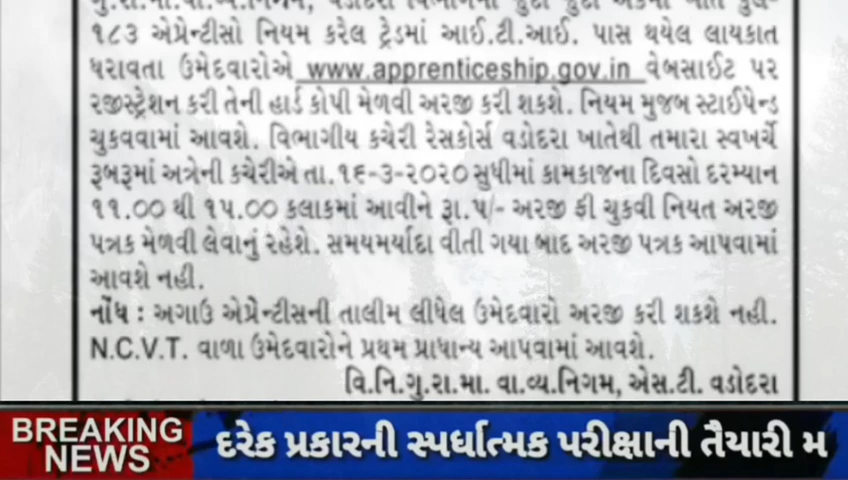 ગુ.રા.મા.વા.વ્ય.નિગમ, વડોદરા વિભાગમાં જુદા જુદા એકમ ખાતે કુલ-
૧૮૩ એપ્રેન્ટીસો નિયમ કરેલ ટ્રેડમાં આઈ.ટી.આઈ. પાસ થયેલ લાયકાત
ધરાવતા ઉમેદવારોએ www.apprenticeship.gov.in વેબસાઈટ પર
રજીસ્ટ્રેશન કરી તેની હાર્ડ કોપી મેળવી અરજી કરી શકશે. નિયમ મુજબ સ્ટાઈપેન્ડ
ચુકવવામાં આવશે. વિભાગીય કચેરી રેસકોર્સ વડોદરા ખાતેથી તમારા સ્વખર્ચે
રૂબરૂમાં અત્રેની કચેરીએ તા.૧૬-૩-૨૦૨૦ સુધીમાં કામકાજના દિવસો દરમ્યાન
૧૧.૦૦ થી ૧૫.૦૦ કલાકમાં આવીને રૂા.૫/- અરજી ફી ચુકવી નિયત અરજી
પત્રક મેળવી લેવાનું રહેશે. સમયમર્યાદા વીતી ગયા બાદ અરજી પત્રક આપવામાં
આવશે નહી.
નોંધ : અગાઉ એપ્રેન્ટીસની તાલીમ લીધેલ ઉમેદવારો અરજી કરી શકશે નહી.
N.C.V.T. વાળા ઉમેદવારોને પ્રથમ પ્રાધાન્ય આપવામાં આવશે.
વિ.નિ.ગુ.રા.મા. વા.વ્ય.નિગમ, એસ.ટી. વડોદરા
BREAKING NEWS
દરેક પ્રકારની સ્પર્ધાત્મક પરીક્ષાની તૈયારી મ